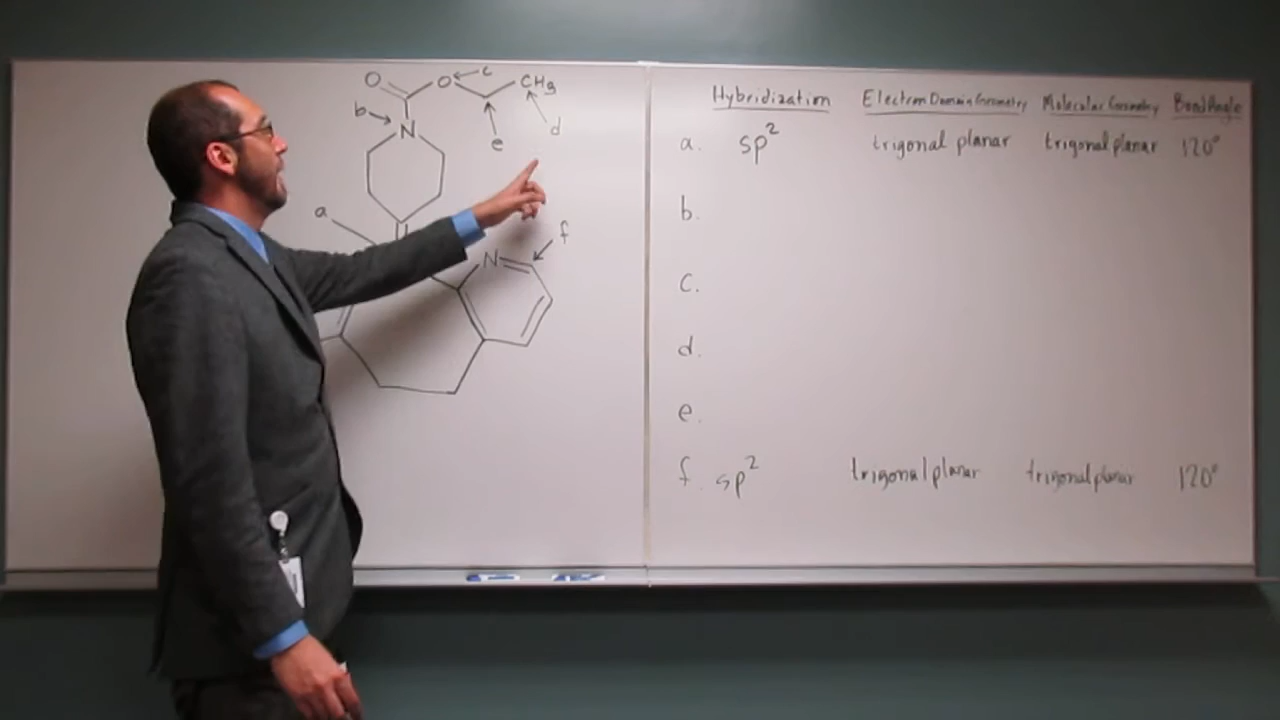 O
O
c
CH3
b
N
e
d
a
N
f
Hybridization Electron Domain Geometry Molecular Geometry Bond Angle
a. sp² trigonal planar trigonal planar 120°
b.
c.
d.
e.
f. sp² trigonal planar trigonal planar 120°